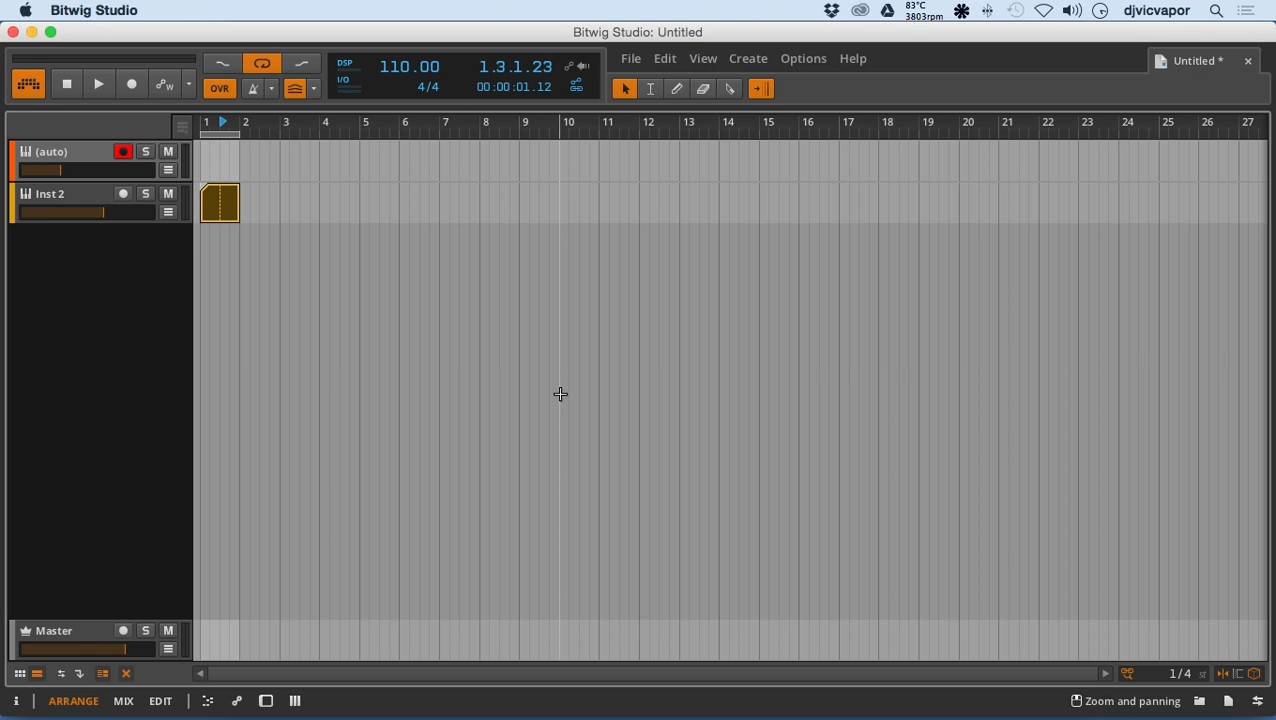 Bitwig Studio
83°C
3803rpm
djvicvapor
Bitwig Studio: Untitled
OVR
DSP
I/O
110.00
4/4
1.3.1.23
00:00:01.12
File Edit View Create Options Help
Untitled *
1 2 3 4 5 6 7 8 9 10 11 12 13 14 15 16 17 18 19 20 21 22 23 24 25 26 27
(auto) S M
Inst 2 S M
Master S M
1/4 st
ARRANGE MIX EDIT
Zoom and panning